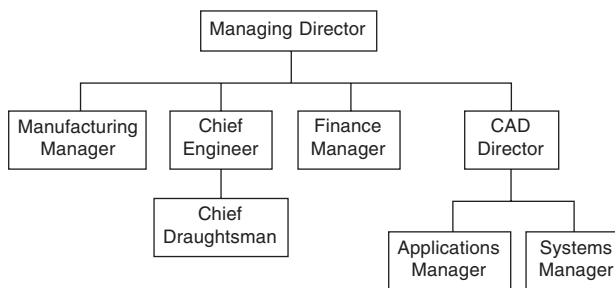 Managing Director
Manufacturing
Manager
Chief
Engineer
Finance
Manager
CAD
Director
Chief
Draughtsman
Applications
Manager
Systems
Manager